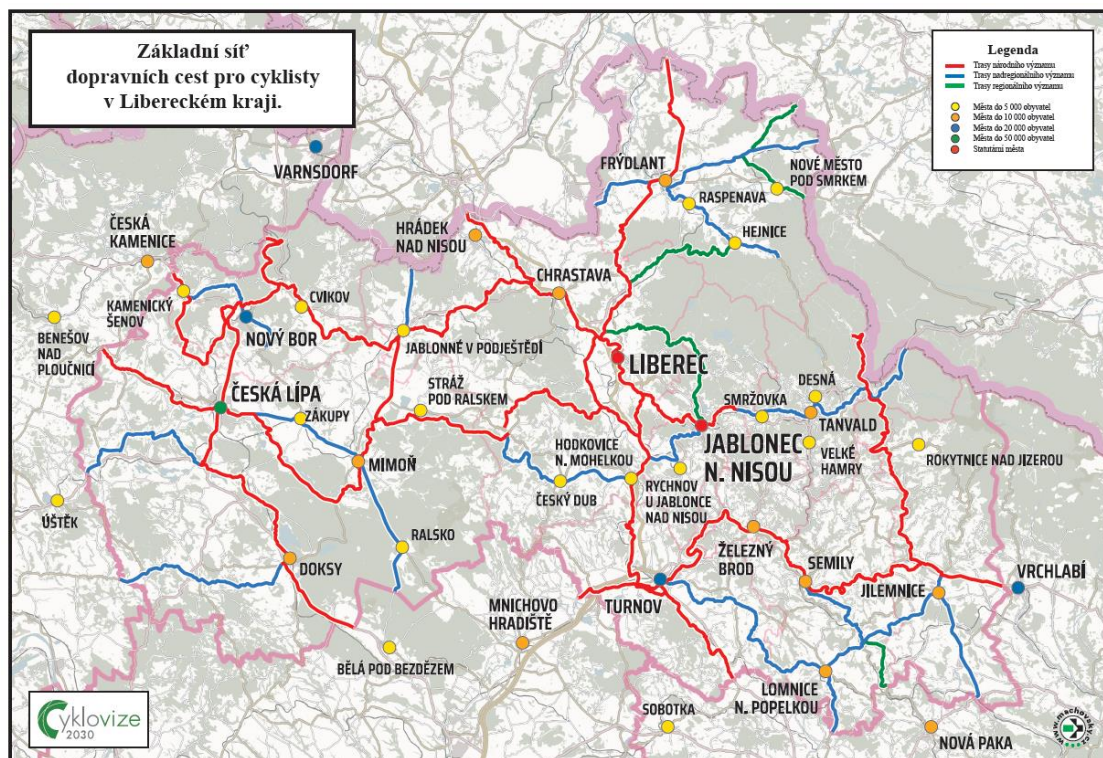 Základní síť
dopravních cest pro cyklisty
v Libereckém kraji.
Legenda
Trasy národního významu
Trasy nadregionálního významu
Trasy regionálního významu
Města do 5 000 obyvatel
Města do 10 000 obyvatel
Města do 20 000 obyvatel
Města do 50 000 obyvatel
Statutární města
VARNSDORF
FRÝDLANT
NOVÉ MĚSTO
POD SMRKEM
RASPENAVA
HEJNICE
HRÁDEK
NAD NISOU
ČESKÁ
KAMENICE
CHRASTAVA
KAMENICKÝ
ŠENOV
CVIKOV
NOVÝ BOR
BENEŠOV
NAD
PLOUČNICÍ
JABLONNÉ V PODJEŠTĚDÍ
LIBEREC
STRÁŽ
POD RALSKEM
ČESKÁ LÍPA
ZÁKUPY
DESNÁ
SMRŽOVKA
TANVALD
JABLONEC
N. NISOU
VELKÉ
HAMRY
ROKYTNICE NAD JIZEROU
HODKOVICE
N. MOHELKOU
MIMOŇ
ČESKÝ DUB
RYCHNOV
U JABLONCE
NAD NISOU
ÚŠTĚK
RALSKO
DOKSY
ŽELEZNÝ
BROD
SEMILY
JILEMNICE
VRCHLABÍ
TURNOV
MNICHOVO
HRADIŠTĚ
BĚLÁ POD BEZDĚZEM
LOMNICE
N. POPELKOU
SOBOTKA
NOVÁ PAKA
Cyklovize
2030
www.machovsky.cz